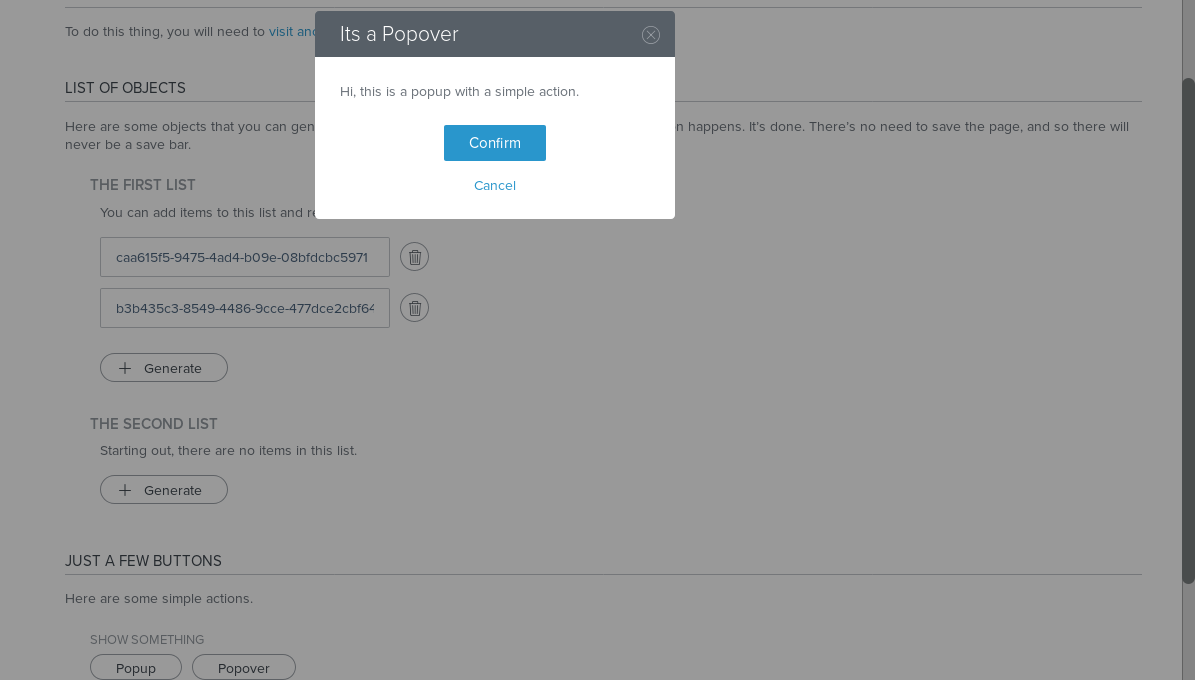 To do this thing, you will need to visit
Its a Popover
Hi, this is a popup with a simple action.
Confirm
Cancel
LIST OF OBJECTS
Here are some objects that you can happens. It's done. There's no need to save the page, and so there will
never be a save bar.
THE FIRST LIST
You can add items to this list and
caa615f5-9475-4ad4-b09e-08bfdcbc5971
b3b435c3-8549-4486-9cce-477dce2cbf64
Generate
THE SECOND LIST
Starting out, there are no items in this list.
Generate
JUST A FEW BUTTONS
Here are some simple actions.
SHOW SOMETHING
Popup Popover